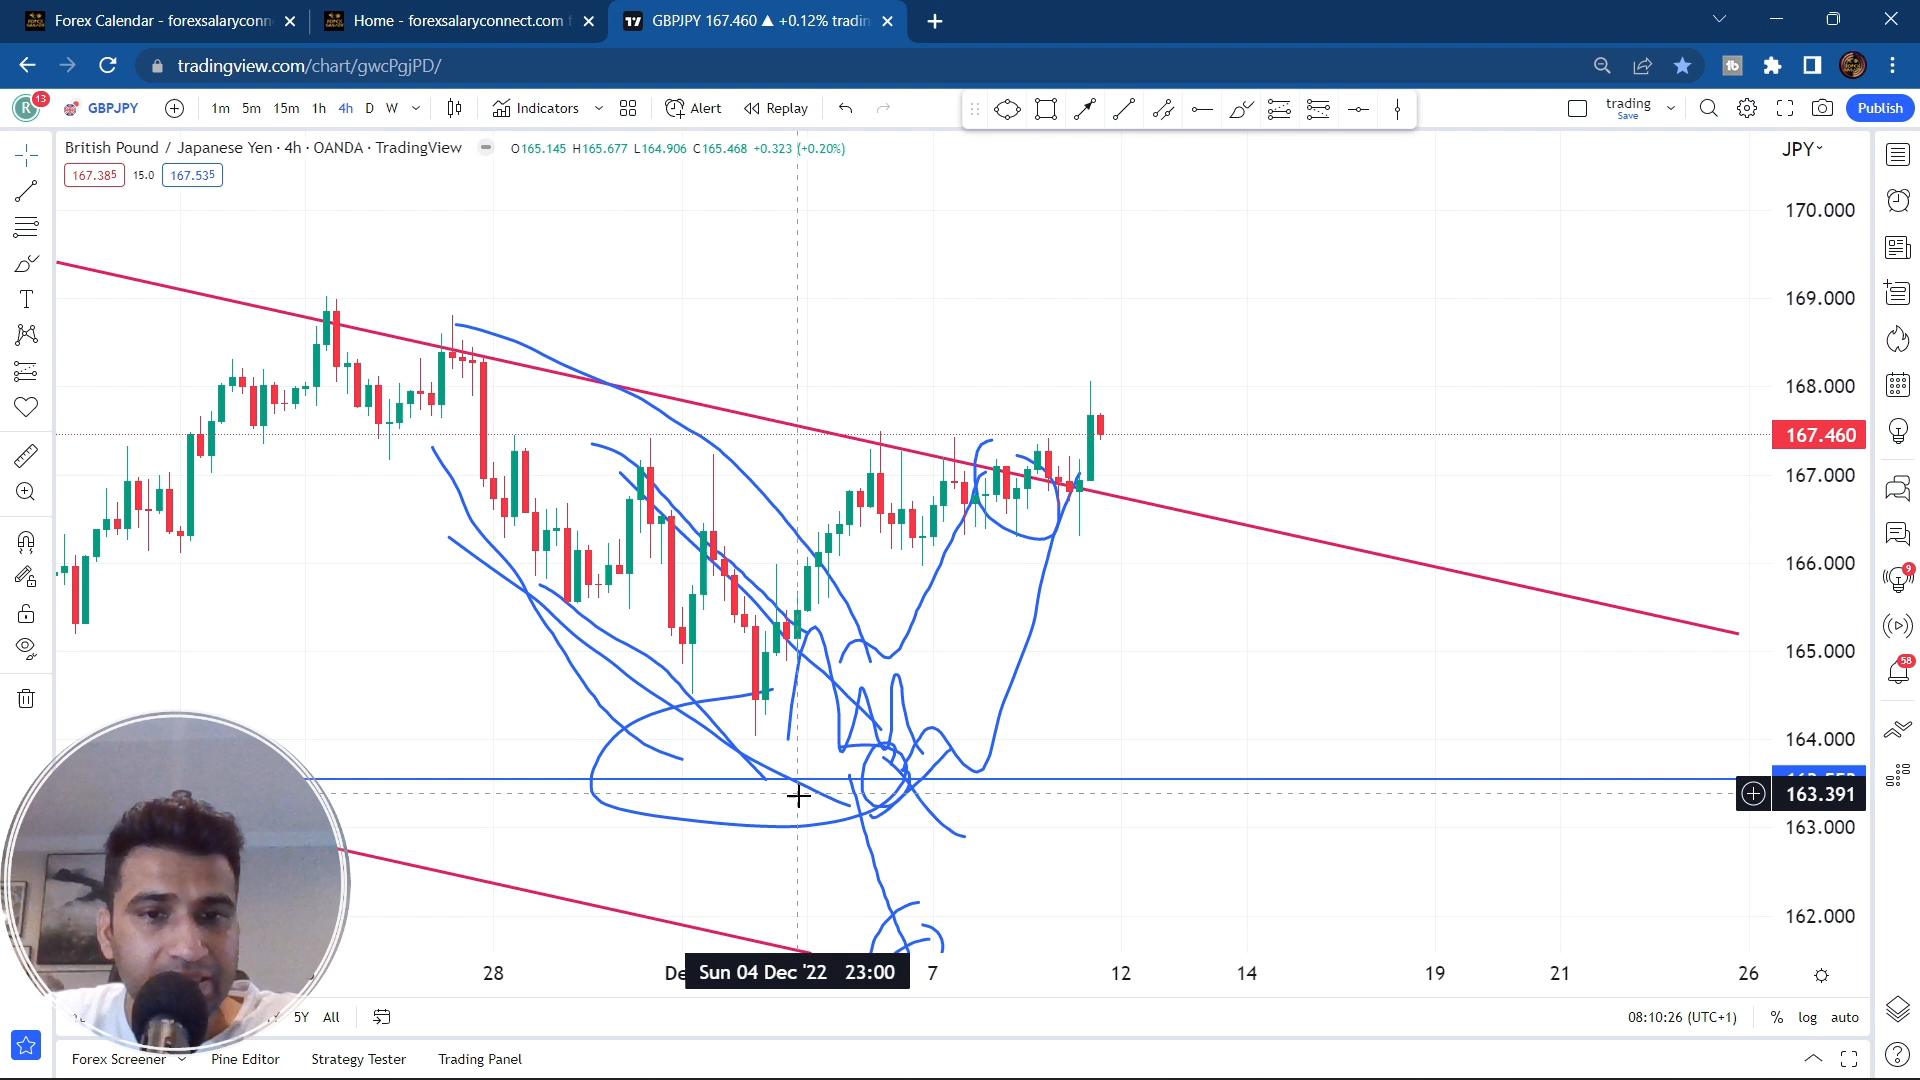 Forex Calendar - forexsalaryconn
Home - forexsalaryconnect.com f
GBPJPY 167.460 ▲ +0.12% tradin
tradingview.com/chart/gwcPgjPD/
R 13 GBPJPY 1m 5m 15m 1h 4h D W Indicators Alert Replay trading Save Publish
British Pound / Japanese Yen · 4h · OANDA · TradingView O165.145 H165.677 L164.906 C165.468 +0.323 (+0.20%) JPY
167.385 15.0 167.535
170.000
169.000
168.000
167.460
167.000
166.000
165.000
164.000
163.391
163.000
162.000
9
58
28 De Sun 04 Dec '22 23:00 7 12 14 19 21 26
5Y All 08:10:26 (UTC+1) % log auto
Forex Screener Pine Editor Strategy Tester Trading Panel